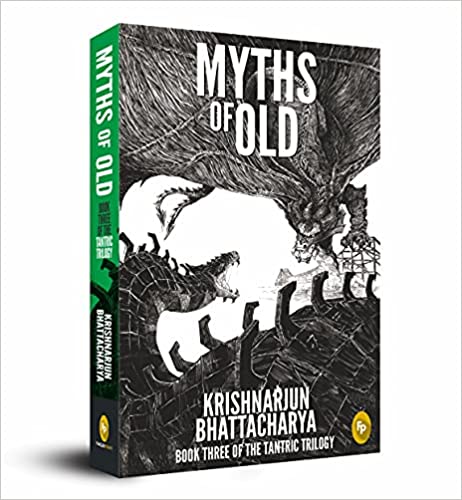 MYTHS OF OLD
BOOK THREE
OF THE
TANTRIC
TRILOGY
KRISHNARJUN
BHATTACHARYA
MYTHS
OF OLD
KRISHNARJUN
BHATTACHARYA
BOOK THREE OF THE TANTRIC TRILOGY
FP